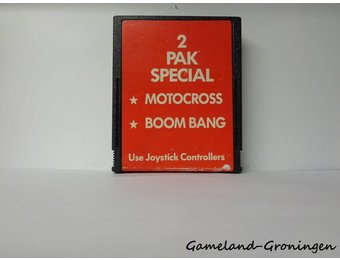 2
PAK
SPECIAL
★ MOTOCROSS
★ BOOM BANG
Use Joystick Controllers
Gameland-Groningen